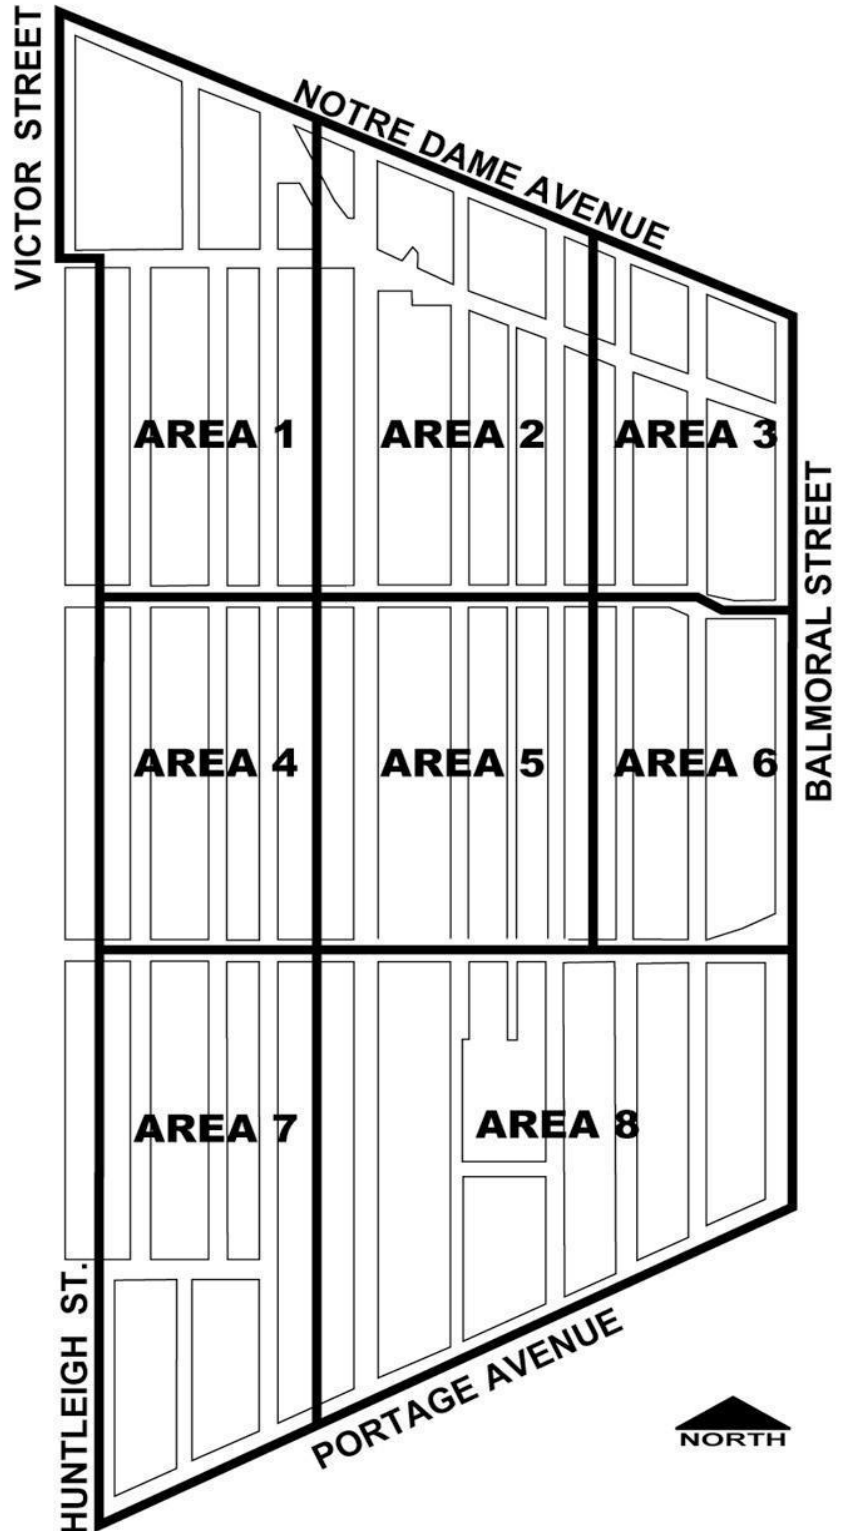 VICTOR STREET
NOTRE DAME AVENUE
AREA 1
AREA 2
AREA 3
BALMORAL STREET
AREA 4
AREA 5
AREA 6
AREA 7
AREA 8
HUNTLEIGH ST.
PORTAGE AVENUE
NORTH